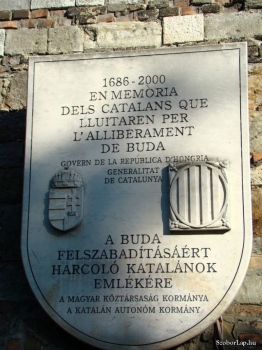 1686-2000
EN MEMORIA
DELS CATALANS QUE
LLUITAREN PER
L'ALLIBERAMENT
DE BUDA
GOVERN DE LA REPÚBLICA D'HONGRIA
GENERALITAT
DE CATALUNYA
A BUDA
FELSZABADÍTÁSÁÉRT
HARCOLÓ KATALÁNOK
EMLÉKÉRE
A MAGYAR KÖZTÁRSASÁG KORMÁNYA
A KATALÁN AUTONÓM KORMÁNY
SzoborLap.hu